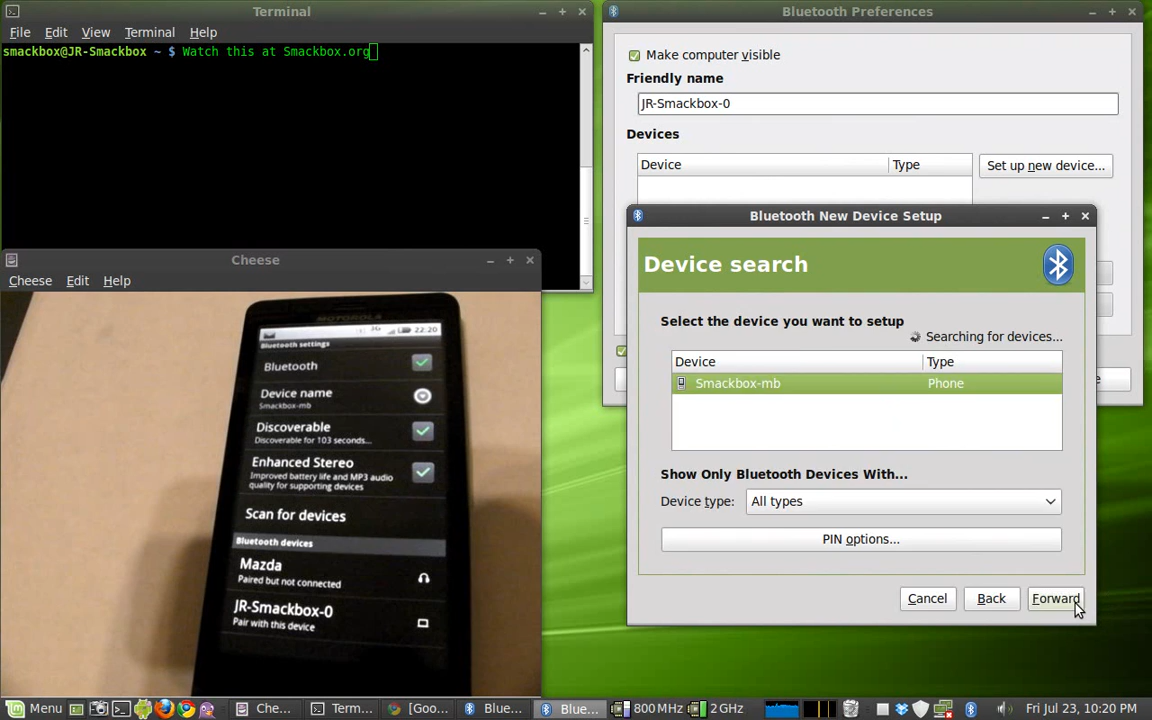 Terminal
File Edit View Terminal Help
smackbox@JR-Smackbox ~ $ Watch this at Smackbox.org
Bluetooth Preferences
Make computer visible
Friendly name
JR-Smackbox-0
Devices
Device Type
Set up new device...
Bluetooth New Device Setup
Device search
Select the device you want to setup
Searching for devices...
Device Type
Smackbox-mb Phone
Show Only Bluetooth Devices With...
Device type: All types
PIN options...
Cancel Back Forward
Cheese
Cheese Edit Help
MOTOROLA
3G 22:20
Bluetooth settings
Bluetooth
Device name
Smackbox-mb
Discoverable
Discoverable for 103 seconds...
Enhanced Stereo
Improved battery life and MP3 audio
quality for supporting devices
Scan for devices
Bluetooth devices
Mazda
Paired but not connected
JR-Smackbox-0
Pair with this device
Menu Che... Term... [Goo... Blue... Blue... 800 MHz 2 GHz Fri Jul 23, 10:20 PM